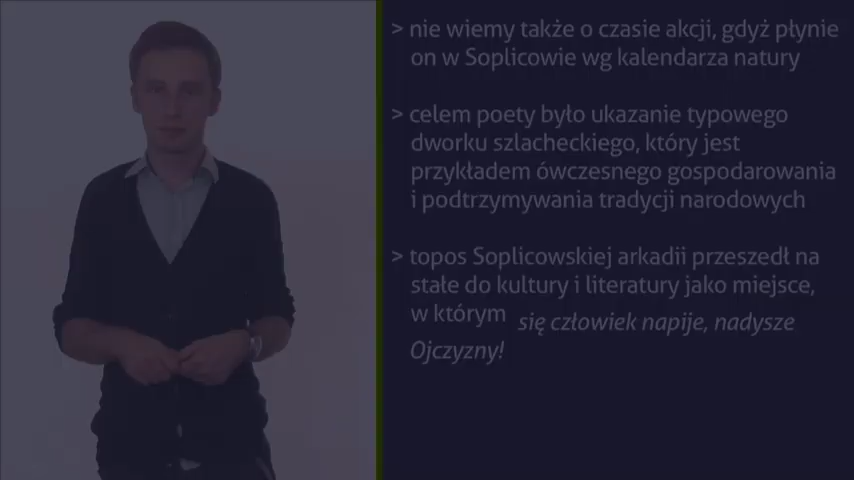 > nie wiemy także o czasie akcji, gdyż płynie
on w Soplicowie wg kalendarza natury
> celem poety było ukazanie typowego
dworku szlacheckiego, który jest
przykładem ówczesnego gospodarowania
i podtrzymywania tradycji narodowych
> topos Soplicowskiej arkadii przeszedł na
stałe do kultury i literatury jako miejsce,
w którym się człowiek napije, nadysze
Ojczyzny!